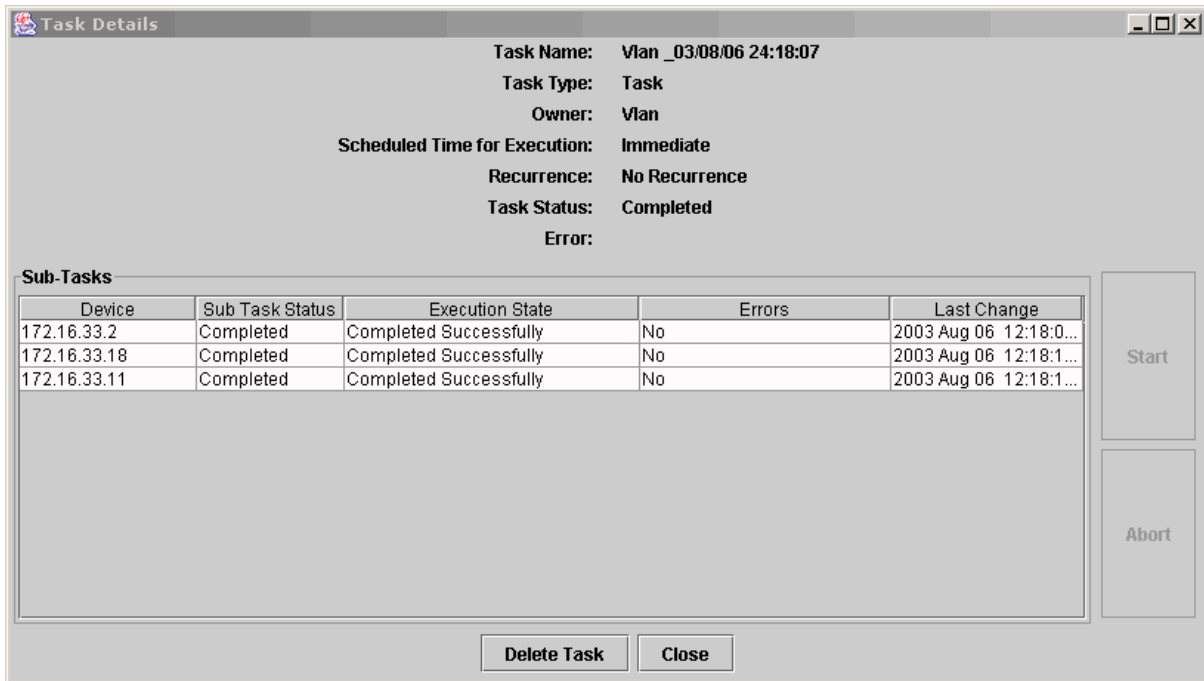 Task Details
Task Name: Vlan _03/08/06 24:18:07
Task Type: Task
Owner: Vlan
Scheduled Time for Execution: Immediate
Recurrence: No Recurrence
Task Status: Completed
Error:
Sub-Tasks
Device Sub Task Status Execution State Errors Last Change
172.16.33.2 Completed Completed Successfully No 2003 Aug 06 12:18:0...
172.16.33.18 Completed Completed Successfully No 2003 Aug 06 12:18:1...
172.16.33.11 Completed Completed Successfully No 2003 Aug 06 12:18:1...
Start
Abort
Delete Task Close